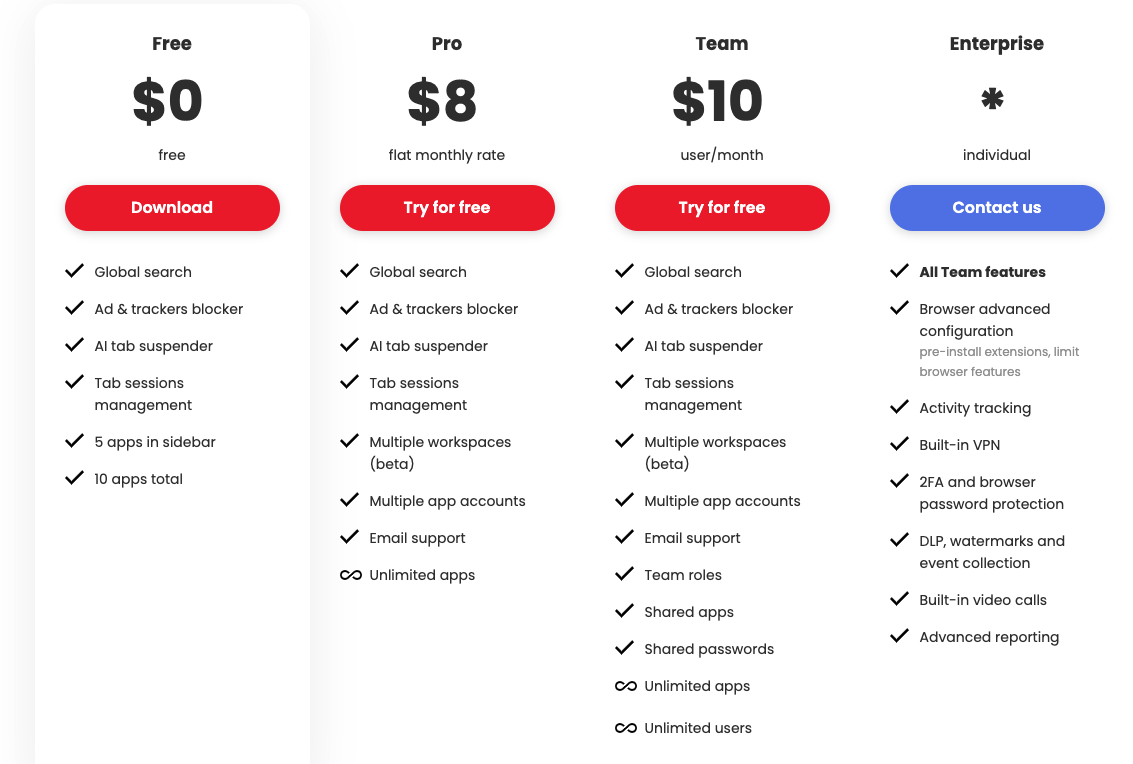 Free
$0
free
Download
Global search
Ad & trackers blocker
AI tab suspender
Tab sessions
management
5 apps in sidebar
10 apps total
Pro
$8
flat monthly rate
Try for free
Global search
Ad & trackers blocker
AI tab suspender
Tab sessions
management
Multiple workspaces
(beta)
Multiple app accounts
Email support
Unlimited apps
Team
$10
user/month
Try for free
Global search
Ad & trackers blocker
AI tab suspender
Tab sessions
management
Multiple workspaces
(beta)
Multiple app accounts
Email support
Team roles
Shared apps
Shared passwords
Unlimited apps
Unlimited users
Enterprise
*
individual
Contact us
All Team features
Browser advanced
configuration
pre-install extensions, limit
browser features
Activity tracking
Built-in VPN
2FA and browser
password protection
DLP, watermarks and
event collection
Built-in video calls
Advanced reporting